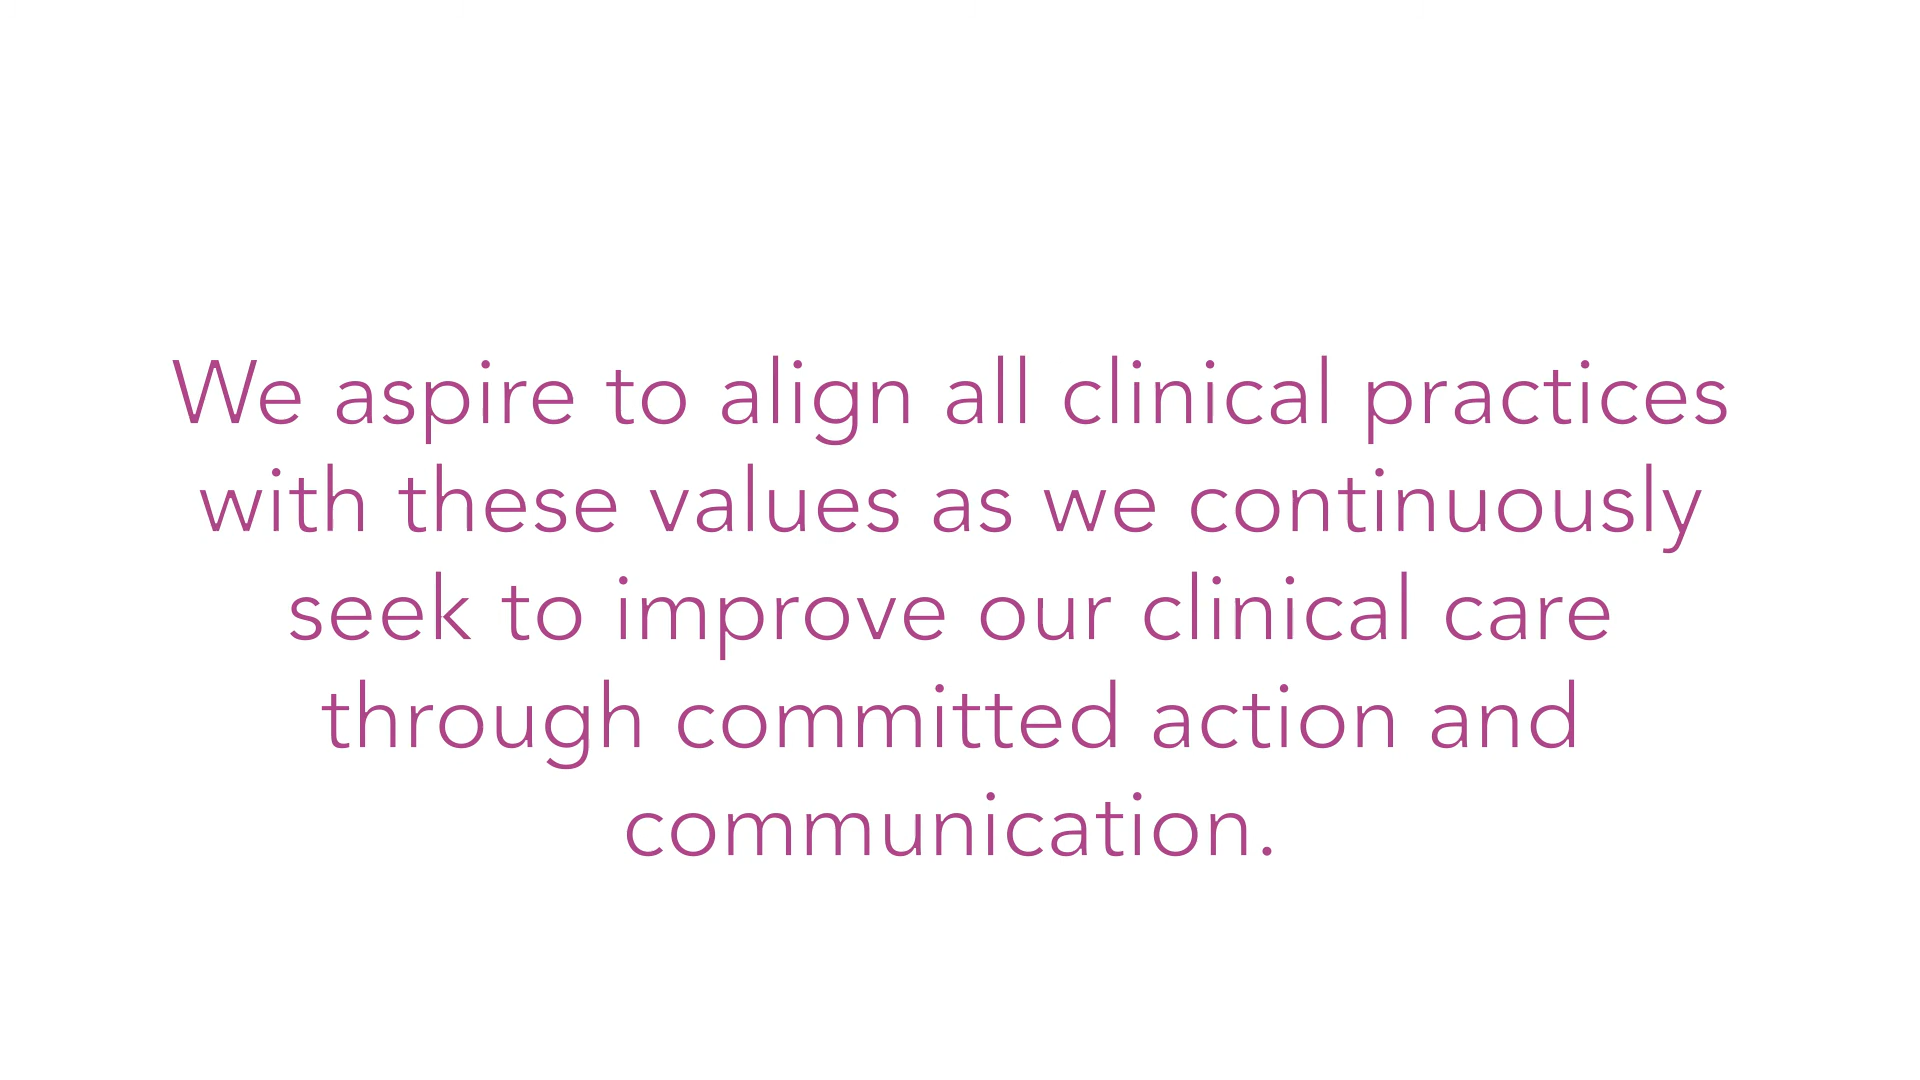 We aspire to align all clinical practices
with these values as we continuously
seek to improve our clinical care
through committed action and
communication.